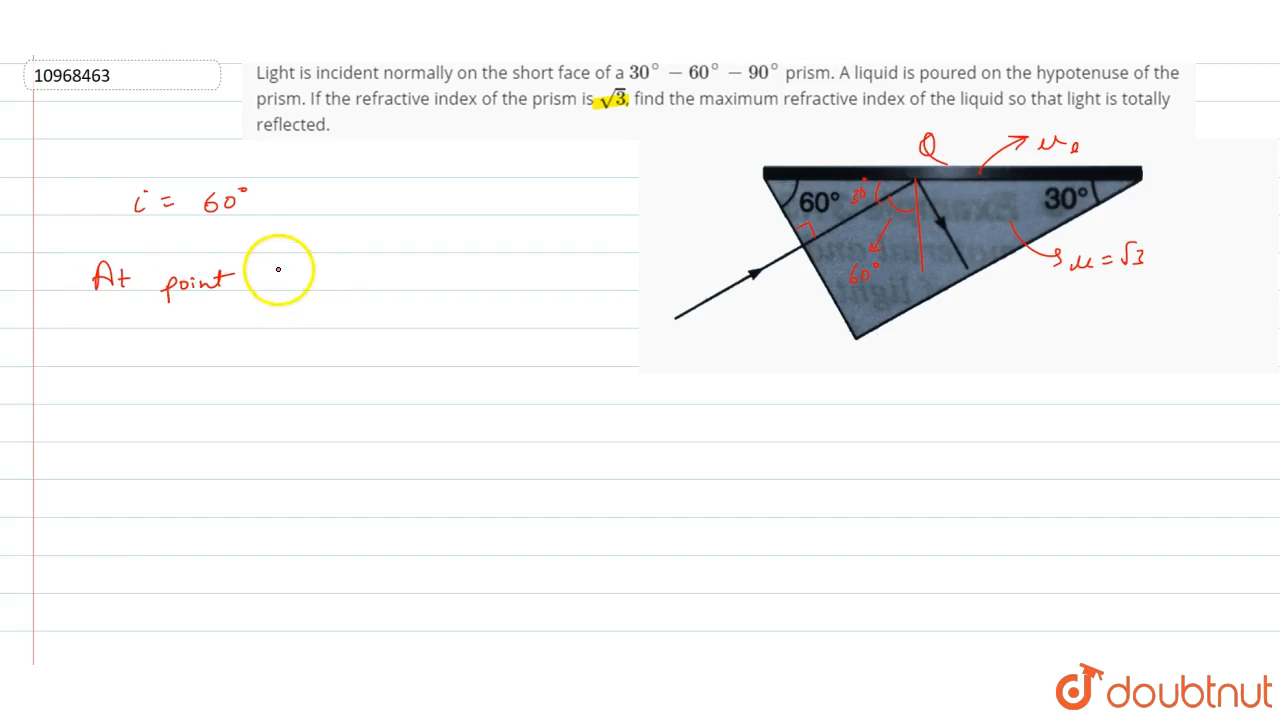 10968463
Light is incident normally on the short face of a 30° − 60° − 90° prism. A liquid is poured on the hypotenuse of the
prism. If the refractive index of the prism is √3, find the maximum refractive index of the liquid so that light is totally
reflected.
Q
μℓ
i = 60°
60°
30°
30°
At point
60°
μ = √3
doubtnut